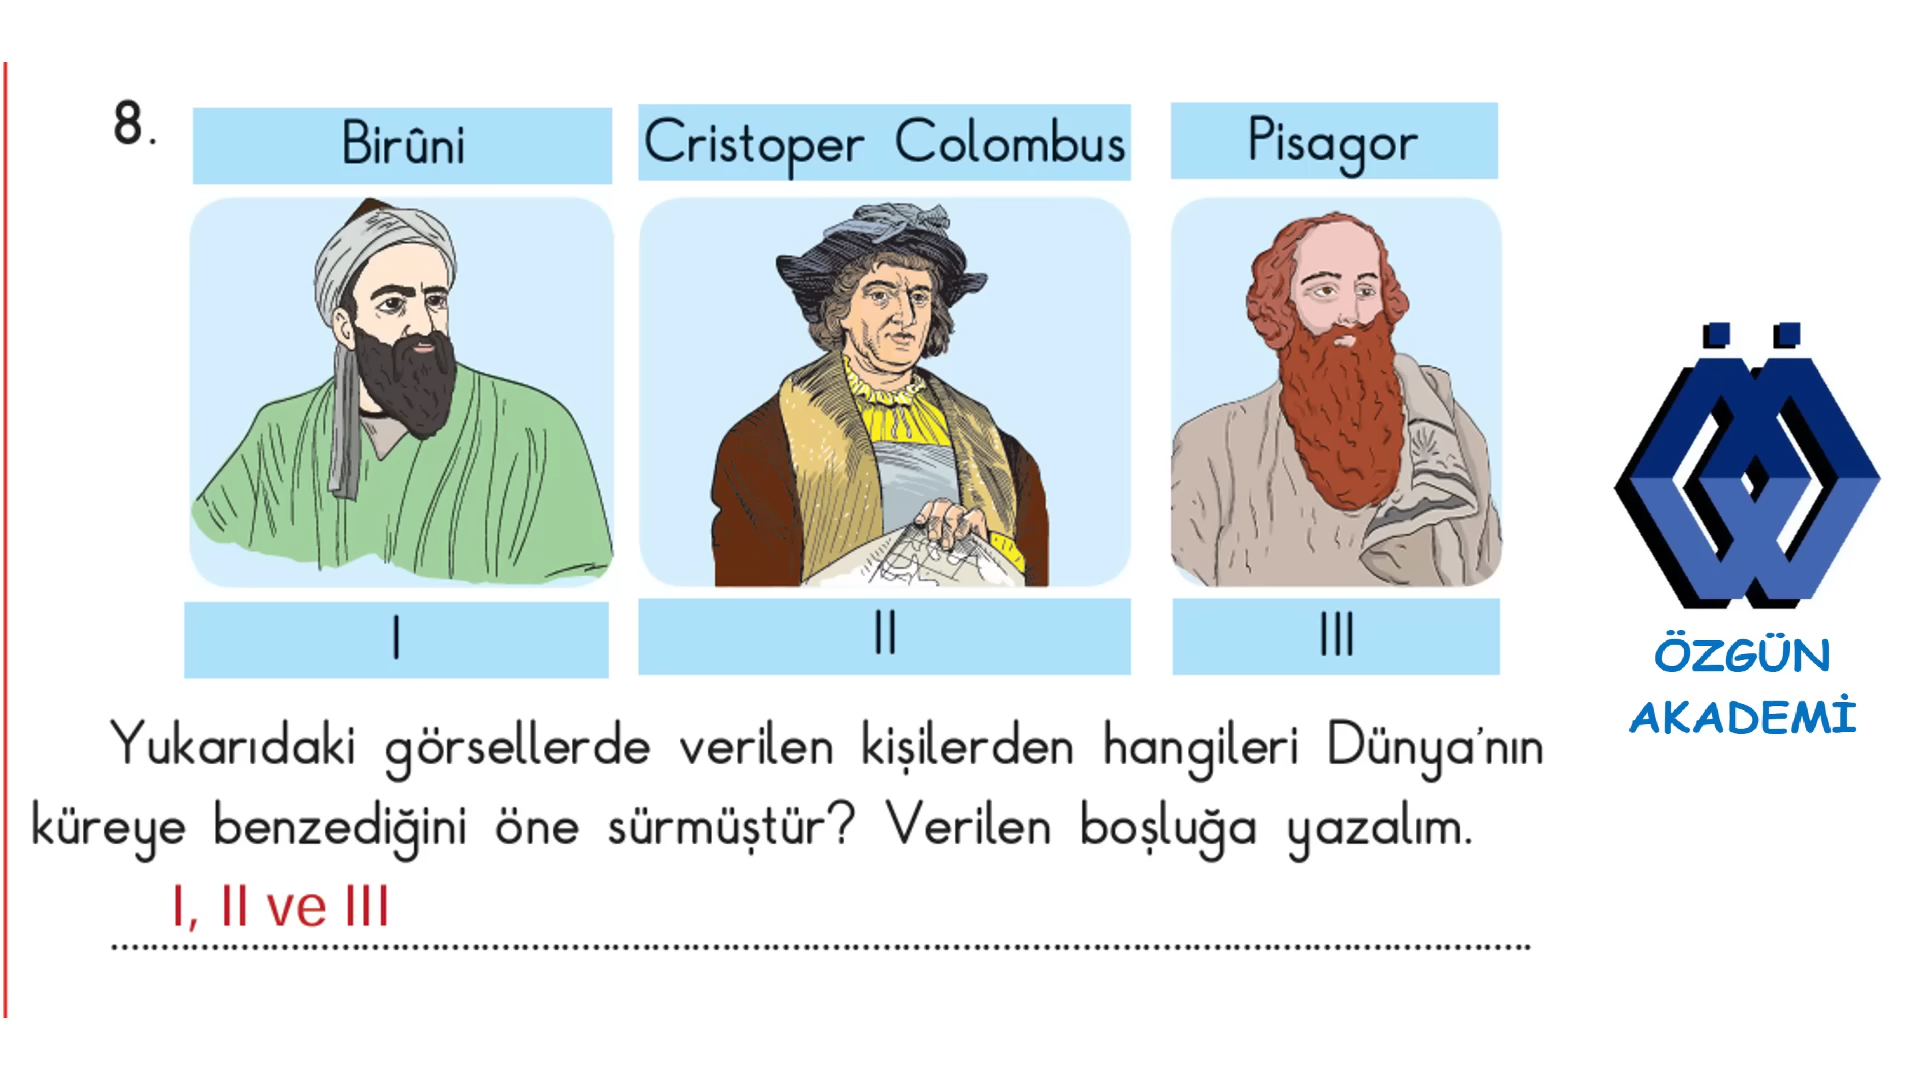 8.
Birûni
Cristoper Colombus
Pisagor
I
II
III
Yukarıdaki görsellerde verilen kişilerden hangileri Dünya'nın
küreye benzediğini öne sürmüştür? Verilen boşluğa yazalım.
I, II ve III
ÖZGÜN
AKADEMİ